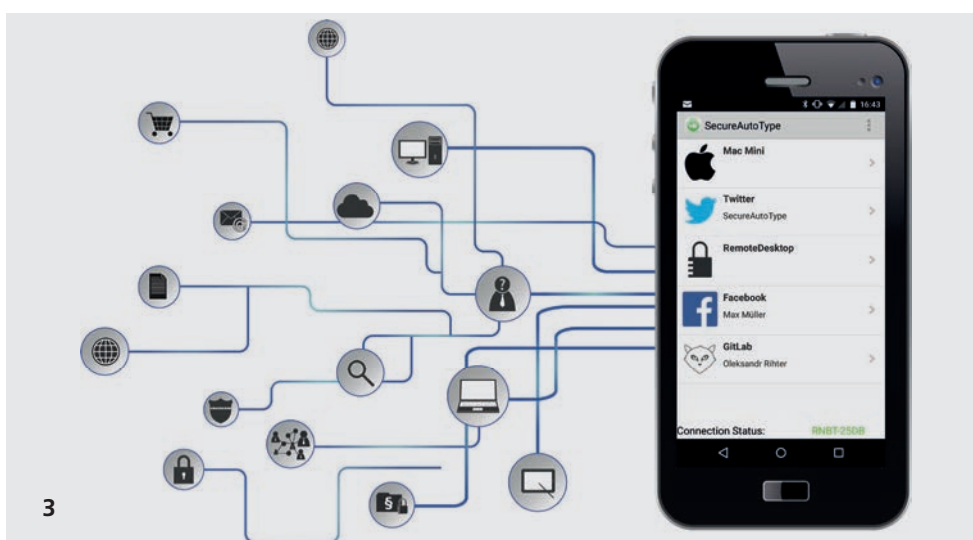 16:43
SecureAutoType
Mac Mini
Twitter
SecureAutoType
RemoteDesktop
Facebook
Max Müller
GitLab
Oleksandr Rihter
Connection Status: RNBT-25DB
?
§
3